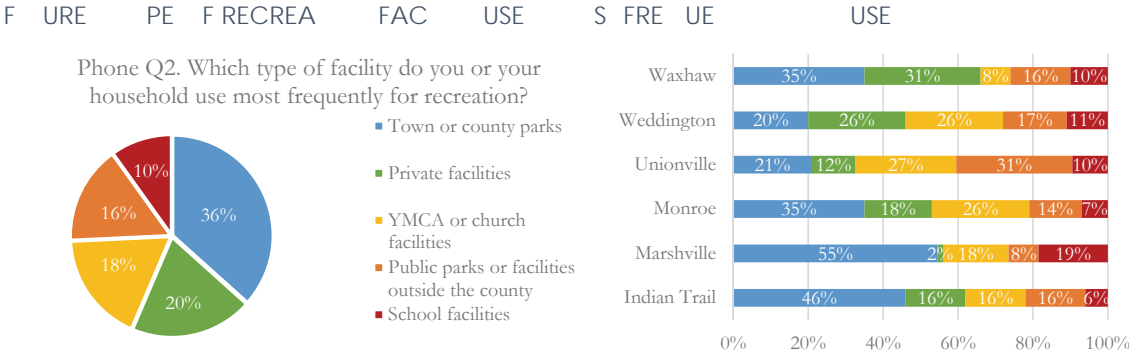 F URE PE F RECREA FAC USE S FRE UE USE
Phone Q2. Which type of facility do you or your
household use most frequently for recreation?
36%
20%
18%
16%
10%
Town or county parks
Private facilities
YMCA or church
facilities
Public parks or facilities
outside the county
School facilities
Waxhaw 35% 31% 8% 16% 10%
Weddington 20% 26% 26% 17% 11%
Unionville 21% 12% 27% 31% 10%
Monroe 35% 18% 26% 14% 7%
Marshville 55% 2% 18% 8% 19%
Indian Trail 46% 16% 16% 16% 6%
0% 20% 40% 60% 80% 100%